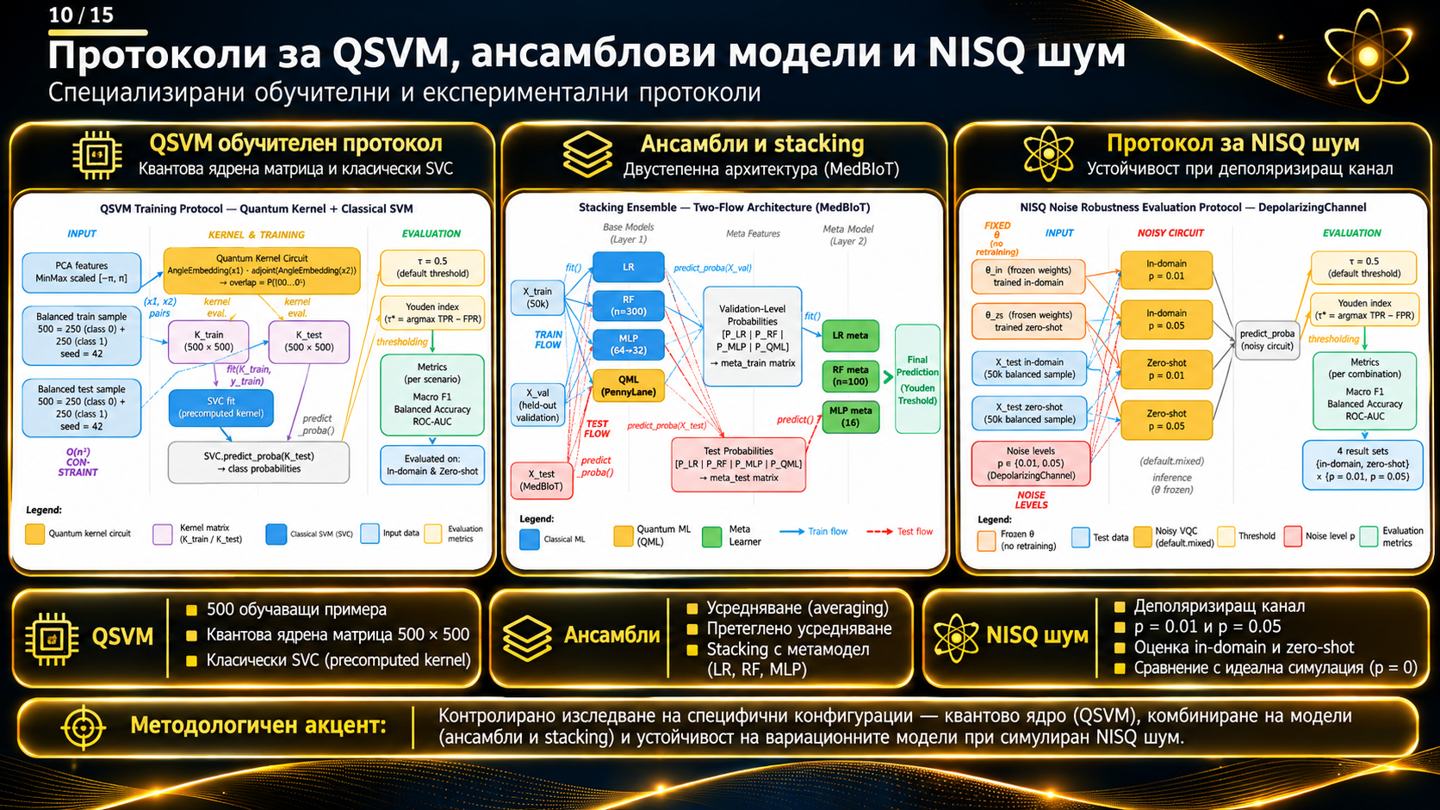 10 / 15
Протоколи за QSVM, ансамблови модели и NISQ шум
Специализирани обучителни и експериментални протоколи
QSVM обучителен протокол
Квантова ядрена матрица и класически SVC
QSVM Training Protocol — Quantum Kernel + Classical SVM
INPUT
KERNEL & TRAINING
EVALUATION
PCA features
MinMax scaled [−π, π]
Quantum Kernel Circuit
AngleEmbedding(x1) · adjoint(AngleEmbedding(x2))
τ = 0.5
(default threshold)
(x1, x2)
pairs
kernel
eval.
kernel
eval.
Balanced train sample
500 = 250 (class 0) +
250 (class 1)
seed = 42
K_train
(500 × 500)
K_test
(500 × 500)
Youden index
(τ* = argmax TPR − FPR)
thresholding
fit(K_train,
y_train)
Balanced test sample
500 = 250 (class 0) +
250 (class 1)
seed = 42
SVC fit
(precomputed kernel)
predict
_proba()
Metrics
(per scenario)
Macro F1
Balanced Accuracy
ROC-AUC
O(n²)
CON-
STRAINT
SVC.predict_proba(K_test)
→ class probabilities
Evaluated on:
In-domain & Zero-shot
Legend:
Quantum kernel circuit
Kernel matrix
(K_train / K_test)
Classical SVM (SVC)
Input data
Evaluation
metrics
Ансамбли и stacking
Двустепенна архитектура (MedBIoT)
Stacking Ensemble — Two-Flow Architecture (MedBIoT)
Base Models
(Layer 1)
Meta Features
Meta Model
(Layer 2)
fit()
LR
predict_proba(X_val)
X_train
(50k)
RF
(n=300)
TRAIN
FLOW
MLP
(64→32)
QML
(PennyLane)
Validation-Level
Probabilities
[P_LR | P_RF |
P_MLP | P_QML]
→ meta_train matrix
fit()
LR meta
RF meta
(n=100)
MLP meta
(16)
Final
Prediction
(Youden
Treshold)
X_val
(held-out
validation)
TEST
FLOW
predict_proba(X_test)
predict()
predict
_proba()
X_test
(MedBIoT)
Test Probabilities
[P_LR | P_RF | P_MLP | P_QML]
→ meta_test matrix
Legend:
Classical ML
Quantum ML
(QML)
Meta
Learner
Train flow
Test flow
Протокол за NISQ шум
Устойчивост при деполяризиращ канал
NISQ Noise Robustness Evaluation Protocol — DepolarizingChannel
FIXED
θ
(no
retraining)
INPUT
NOISY CIRCUIT
EVALUATION
θ_in (frozen weights)
trained in-domain
In-domain
p = 0.01
τ = 0.5
(default threshold)
θ_zs (frozen weights)
trained zero-shot
In-domain
p = 0.05
Youden index
(τ* = argmax TPR − FPR)
predict_proba
(noisy circuit)
thresholding
X_test in-domain
(50k balanced sample)
Zero-shot
p = 0.01
X_test zero-shot
(50k balanced sample)
Zero-shot
p = 0.05
Metrics
(per combination)
Macro F1
Balanced Accuracy
ROC-AUC
Noise levels
p ∈ {0.01, 0.05)
(DepolarizingChannel)
(default.mixed)
inference
(θ frozen)
4 result sets
{in-domain, zero-shot}
× {p = 0.01, p = 0.05)
NOISE
LEVELS
Legend:
Frozen θ
(no retraining)
Test data
Noisy VQC
(default.mixed)
Threshold
Noise level p
Evaluation
metrics
QSVM
500 обучаващи примера
Квантова ядрена матрица 500 × 500
Класически SVC (precomputed kernel)
Ансамбли
Усредняване (averaging)
Претеглено усредняване
Stacking с метамодел
(LR, RF, MLP)
NISQ шум
Деполяризиращ канал
p = 0.01 и p = 0.05
Оценка in-domain и zero-shot
Сравнение с идеална симулация (p = 0)
Методологичен акцент:
Контролирано изследване на специфични конфигурации — квантово ядро (QSVM), комбиниране на модели
(ансамбли и stacking) и устойчивост на вариационните модели при симулиран NISQ шум.